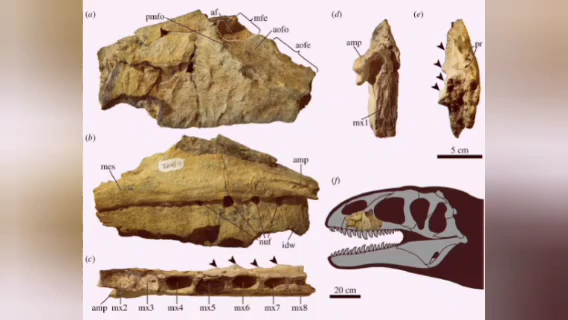 (a)
pmfo
af
mfe
aofo
aofe
(d)
amp
mx1
(e)
pr
5 cm
(b)
mes
amp
nuf
idw
(c)
amp mx2 mx3 mx4 mx5 mx6 mx7 mx8
(f)
20 cm